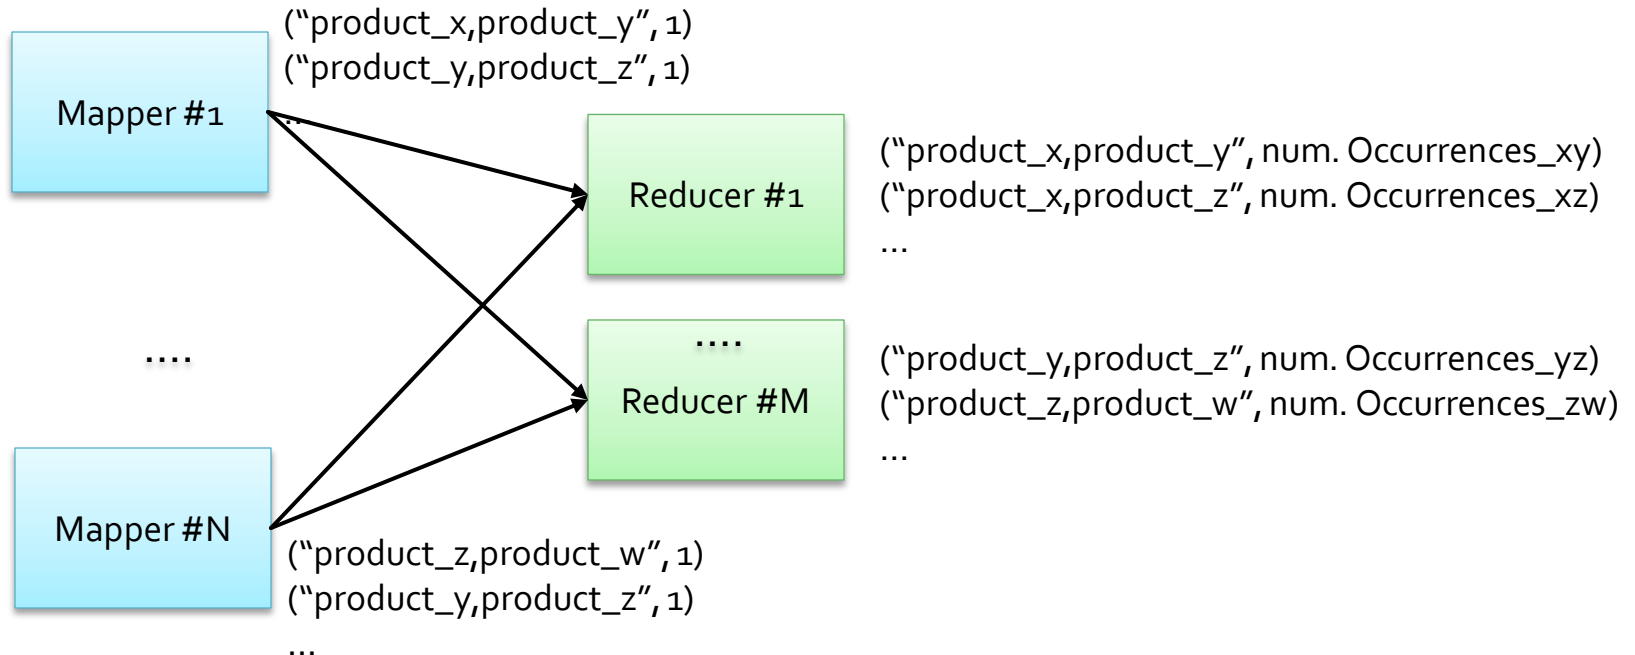 (“product_x,product_y”, 1)
(“product_y,product_z”, 1)
...
Mapper #1
Reducer #1
(“product_x,product_y”, num. Occurrences_xy)
(“product_x,product_z”, num. Occurrences_xz)
...
....
....
Reducer #M
(“product_y,product_z”, num. Occurrences_yz)
(“product_z,product_w”, num. Occurrences_zw)
...
Mapper #N
(“product_z,product_w”, 1)
(“product_y,product_z”, 1)
...